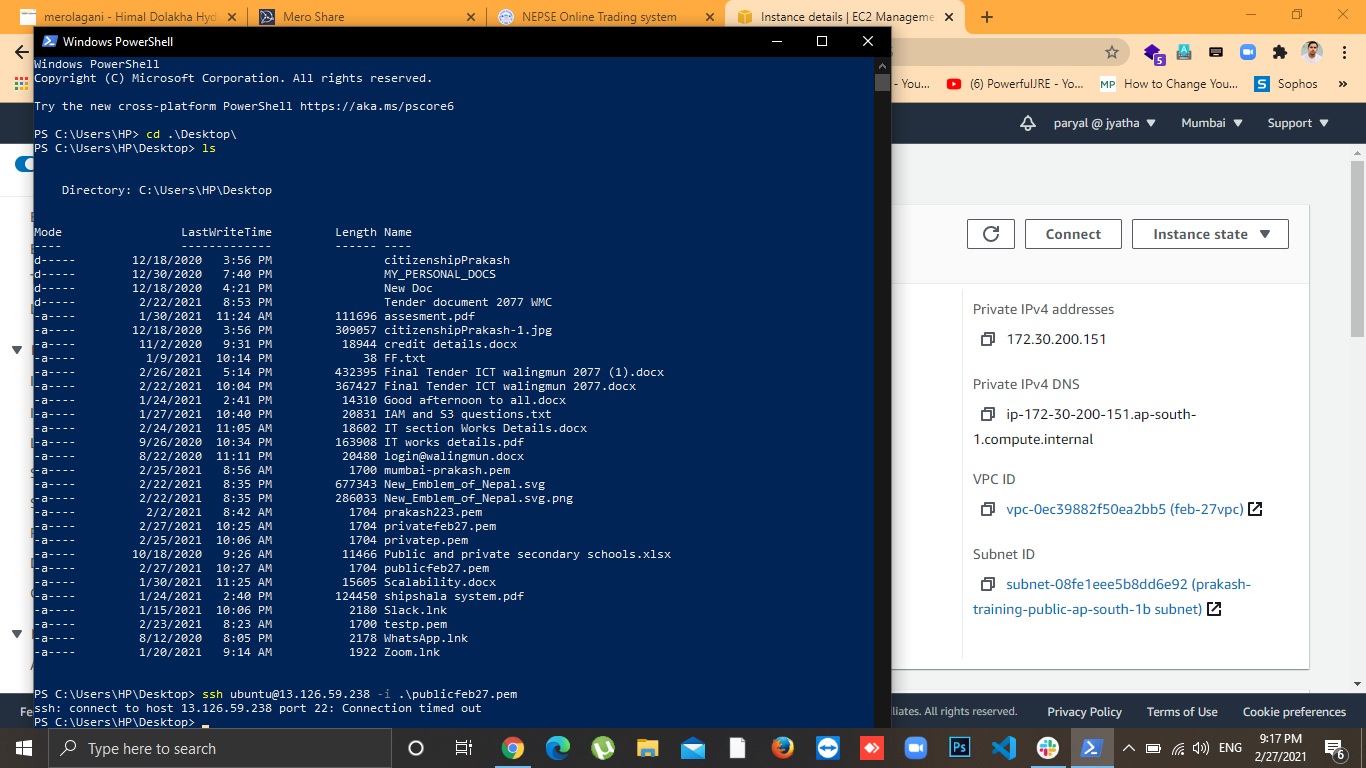 merolagani - Himal Dolakha Hyd
Mero Share
NEPSE Online Trading system
Instance details | EC2 Manageme
Windows PowerShell
5
- You...
(6) PowerfulJRE - Yo...
MP How to Change You...
S Sophos
»
paryal @ jyatha
Mumbai
Support
Windows PowerShell
Copyright (C) Microsoft Corporation. All rights reserved.
Try the new cross-platform PowerShell https://aka.ms/pscore6
PS C:\Users\HP> cd .\Desktop\
PS C:\Users\HP\Desktop> ls
Directory: C:\Users\HP\Desktop
Mode LastWriteTime Length Name
---- ------------- ------ ----
d----- 12/18/2020 3:56 PM citizenshipPrakash
d----- 12/30/2020 7:40 PM MY_PERSONAL_DOCS
d----- 12/18/2020 4:21 PM New Doc
d----- 2/22/2021 8:53 PM Tender document 2077 WMC
-a---- 1/30/2021 11:24 AM 111696 assesment.pdf
-a---- 12/18/2020 3:56 PM 309057 citizenshipPrakash-1.jpg
-a---- 11/2/2020 9:31 PM 18944 credit details.docx
-a---- 1/9/2021 10:14 PM 38 FF.txt
-a---- 2/26/2021 5:14 PM 432395 Final Tender ICT walingmun 2077 (1).docx
-a---- 2/22/2021 10:04 PM 367427 Final Tender ICT walingmun 2077.docx
-a---- 1/24/2021 2:41 PM 14310 Good afternoon to all.docx
-a---- 1/27/2021 10:40 PM 20831 IAM and S3 questions.txt
-a---- 2/24/2021 11:05 AM 18602 IT section Works Details.docx
-a---- 9/26/2020 10:34 PM 163908 IT works details.pdf
-a---- 8/22/2020 11:11 PM 20480 login@walingmun.docx
-a---- 2/25/2021 8:56 AM 1700 mumbai-prakash.pem
-a---- 2/22/2021 8:35 PM 677343 New_Emblem_of_Nepal.svg
-a---- 2/22/2021 8:35 PM 286033 New_Emblem_of_Nepal.svg.png
-a---- 2/2/2021 8:42 AM 1704 prakash223.pem
-a---- 2/27/2021 10:25 AM 1704 privatefeb27.pem
-a---- 2/25/2021 10:06 AM 1704 privatep.pem
-a---- 10/18/2020 9:26 AM 11466 Public and private secondary schools.xlsx
-a---- 2/27/2021 10:27 AM 1704 publicfeb27.pem
-a---- 1/30/2021 11:25 AM 15605 Scalability.docx
-a---- 1/24/2021 2:40 PM 124450 shipshala system.pdf
-a---- 1/15/2021 10:06 PM 2180 Slack.lnk
-a---- 2/23/2021 8:23 AM 1700 testp.pem
-a---- 8/12/2020 8:05 PM 2178 WhatsApp.lnk
-a---- 1/20/2021 9:14 AM 1922 Zoom.lnk
PS C:\Users\HP\Desktop> ssh ubuntu@13.126.59.238 -i .\publicfeb27.pem
ssh: connect to host 13.126.59.238 port 22: Connection timed out
PS C:\Users\HP\Desktop>
Connect
Instance state
Private IPv4 addresses
172.30.200.151
Private IPv4 DNS
ip-172-30-200-151.ap-south-
1.compute.internal
VPC ID
vpc-0ec39882f50ea2bb5 (feb-27vpc)
Subnet ID
subnet-08fe1eee5b8dd6e92 (prakash-
training-public-ap-south-1b subnet)
Fe
iliates. All rights reserved.
Privacy Policy
Terms of Use
Cookie preferences
Type here to search
Ps
ENG
9:17 PM
2/27/2021
6